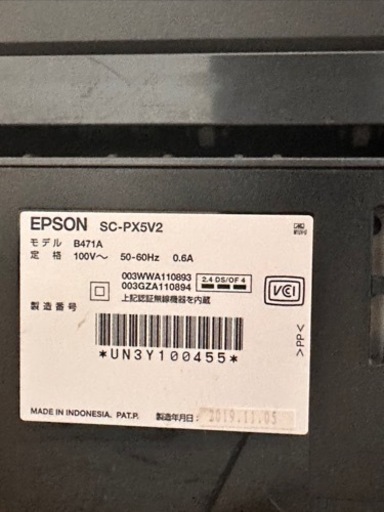 EPSON SC-PX5V2
モデル B471A
定格 100V～ 50-60Hz 0.6A
003WWA110893
003GZA110894
2.4 DS/OF 4
上記認証無線機器を内蔵
VCI
製造番号
*UN3Y100455*
>PP<
MADE IN INDONESIA, PAT.P. 製造年月日: 2019.11.05